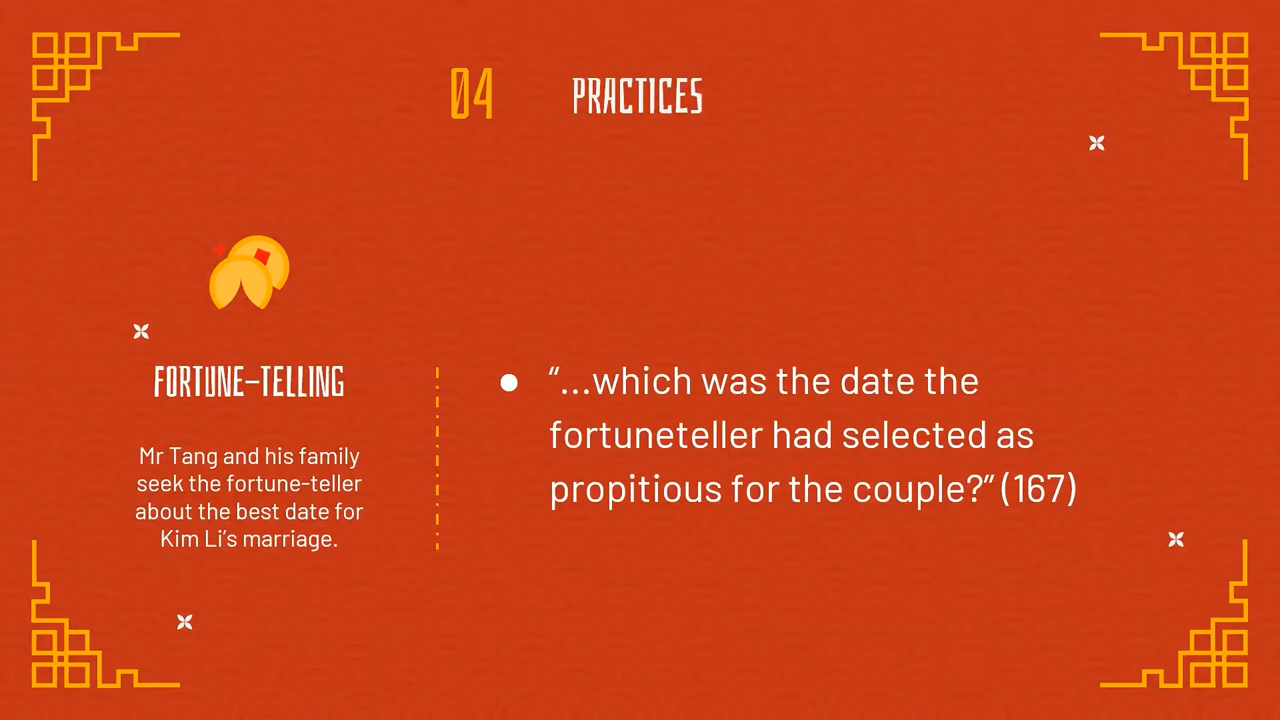 04 PRACTICES
FORTUNE-TELLING
Mr Tang and his family
seek the fortune-teller
about the best date for
Kim Li’s marriage.
● “...which was the date the
fortuneteller had selected as
propitious for the couple?” (167)